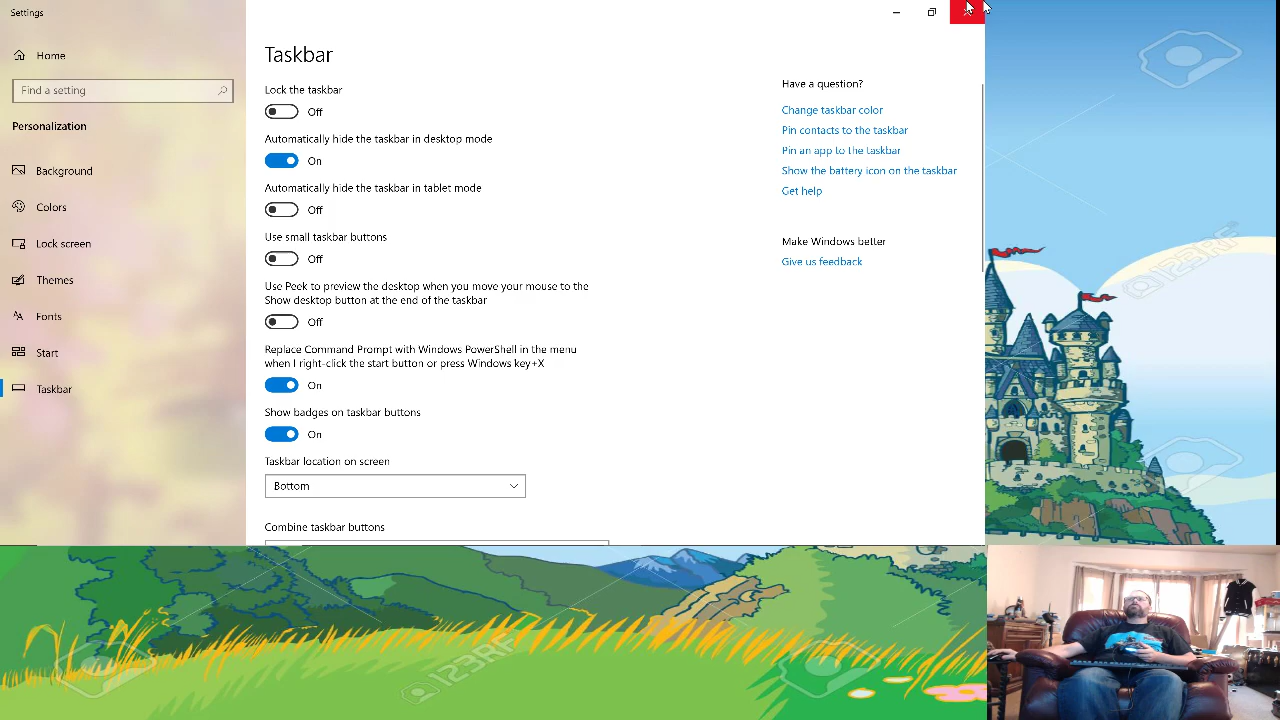 Settings
Home
Find a setting
Personalization
Background
Colors
Lock screen
Themes
Fonts
Start
Taskbar
Taskbar
Lock the taskbar
Off
Automatically hide the taskbar in desktop mode
On
Automatically hide the taskbar in tablet mode
Off
Use small taskbar buttons
Off
Use Peek to preview the desktop when you move your mouse to the
Show desktop button at the end of the taskbar
Off
Replace Command Prompt with Windows PowerShell in the menu
when I right-click the start button or press Windows key+X
On
Show badges on taskbar buttons
On
Taskbar location on screen
Bottom
Combine taskbar buttons
Have a question?
Change taskbar color
Pin contacts to the taskbar
Pin an app to the taskbar
Show the battery icon on the taskbar
Get help
Make Windows better
Give us feedback
123RF
123RF